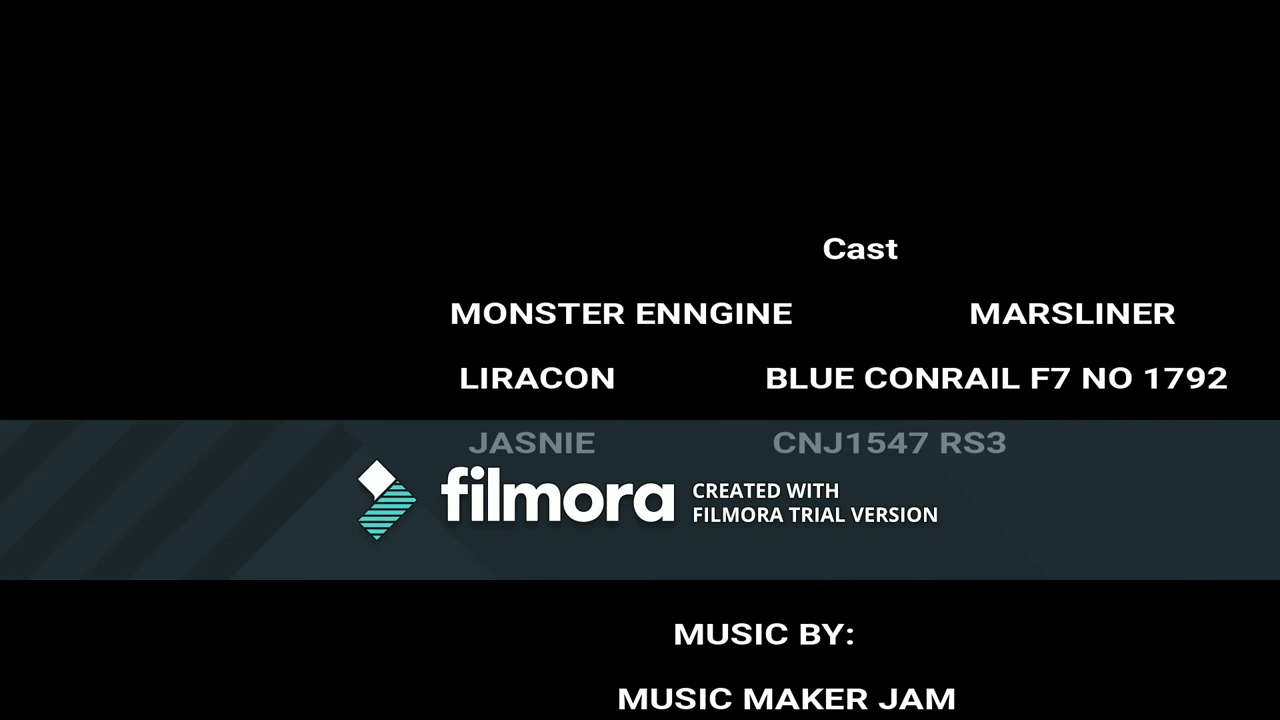 Cast
MONSTER ENNGINE MARSLINER
LIRACON BLUE CONRAIL F7 NO 1792
JASNIE CNJ1547 RS3
filmora CREATED WITH
FILMORA TRIAL VERSION
MUSIC BY:
MUSIC MAKER JAM